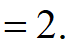 = 2.